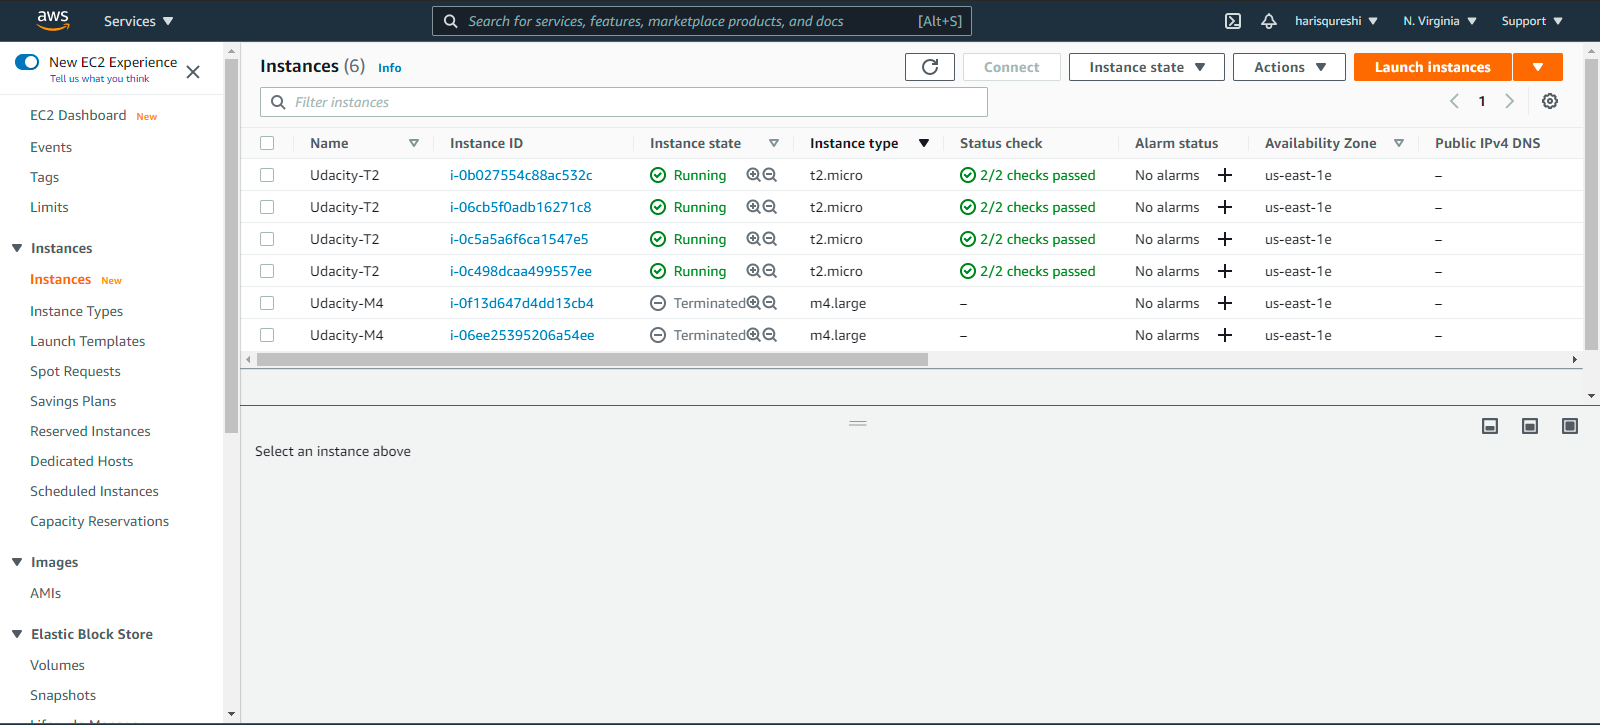 aws Services Search for services, features, marketplace products, and docs [Alt+S] harisqureshi N. Virginia Support
New EC2 Experience
Tell us what you think
EC2 Dashboard New
Events
Tags
Limits
Instances
Instances New
Instance Types
Launch Templates
Spot Requests
Savings Plans
Reserved Instances
Dedicated Hosts
Scheduled Instances
Capacity Reservations
Images
AMIs
Elastic Block Store
Volumes
Snapshots
Instances (6) Info Connect Instance state Actions Launch instances
Filter instances 1
Name Instance ID Instance state Instance type Status check Alarm status Availability Zone Public IPv4 DNS
Udacity-T2 i-0b027554c88ac532c Running t2.micro 2/2 checks passed No alarms us-east-1e –
Udacity-T2 i-06cb5f0adb16271c8 Running t2.micro 2/2 checks passed No alarms us-east-1e –
Udacity-T2 i-0c5a5a6f6ca1547e5 Running t2.micro 2/2 checks passed No alarms us-east-1e –
Udacity-T2 i-0c498dcaa499557ee Running t2.micro 2/2 checks passed No alarms us-east-1e –
Udacity-M4 i-0f13d647d4dd13cb4 Terminated m4.large – No alarms us-east-1e –
Udacity-M4 i-06ee25395206a54ee Terminated m4.large – No alarms us-east-1e –
Select an instance above